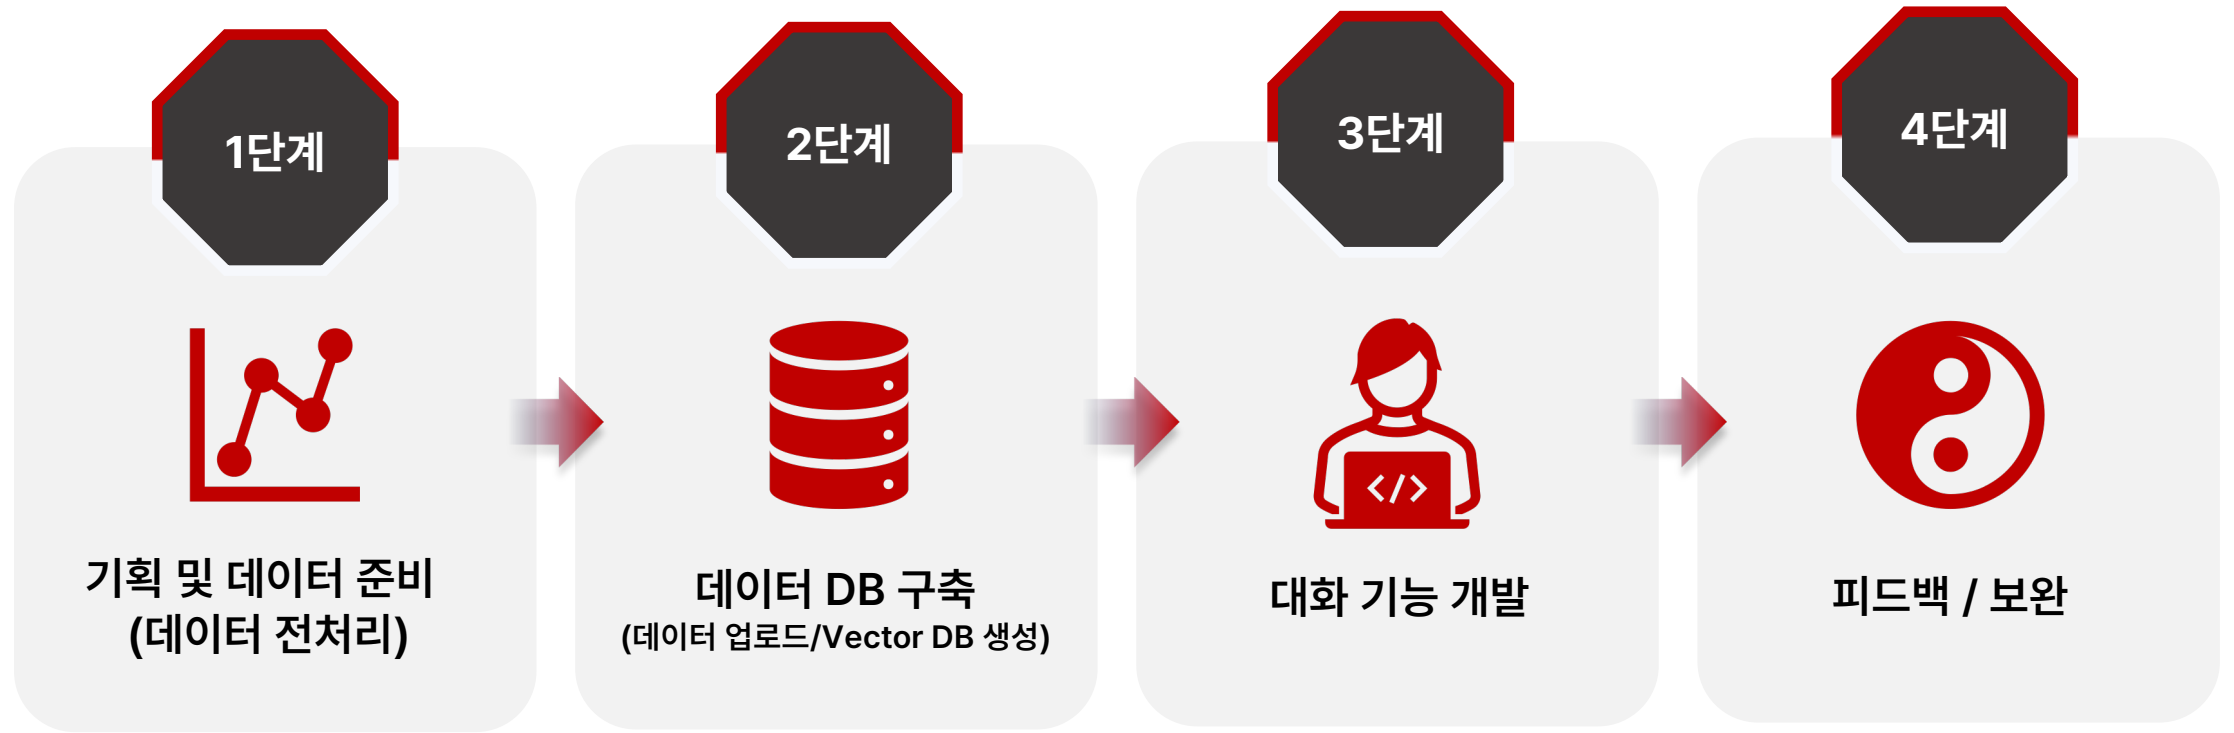 1단계
기획 및 데이터 준비
(데이터 전처리)
2단계
데이터 DB 구축
(데이터 업로드/Vector DB 생성)
3단계
</>
대화 기능 개발
4단계
피드백 / 보완